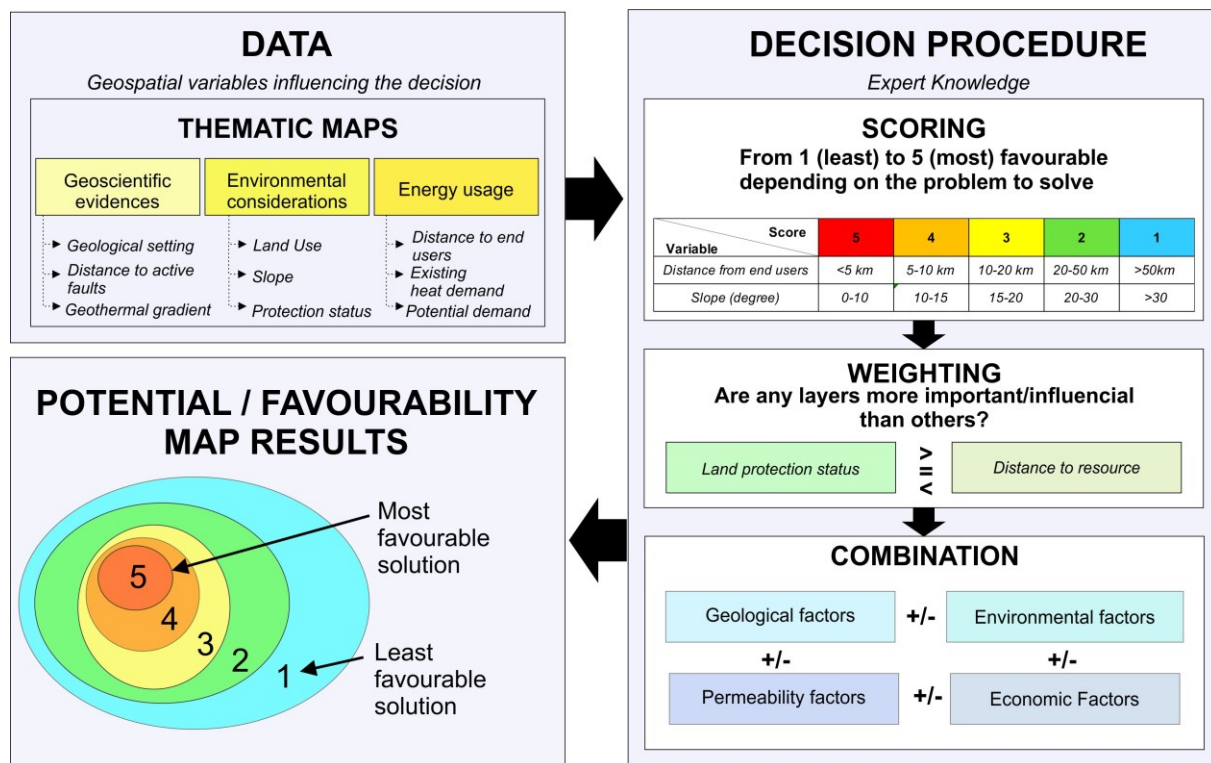 DATA
Geospatial variables influencing the decision
THEMATIC MAPS
Geoscientific
evidences
Geological setting
Distance to active
faults
Geothermal gradient
Environmental
considerations
Land Use
Slope
Protection status
Energy usage
Distance to end
users
Existing
heat demand
Potential demand
DECISION PROCEDURE
Expert Knowledge
SCORING
From 1 (least) to 5 (most) favourable
depending on the problem to solve
Score
Variable
5 4 3 2 1
Distance from end users <5 km 5-10 km 10-20 km 20-50 km >50km
Slope (degree) 0-10 10-15 15-20 20-30 >30
WEIGHTING
Are any layers more important/influencial
than others?
Land protection status > = < Distance to resource
COMBINATION
Geological factors +/- Environmental factors
+/- +/-
Permeability factors +/- Economic Factors
POTENTIAL / FAVOURABILITY
MAP RESULTS
Most
favourable
solution
5
4
3
2
1
Least
favourable
solution